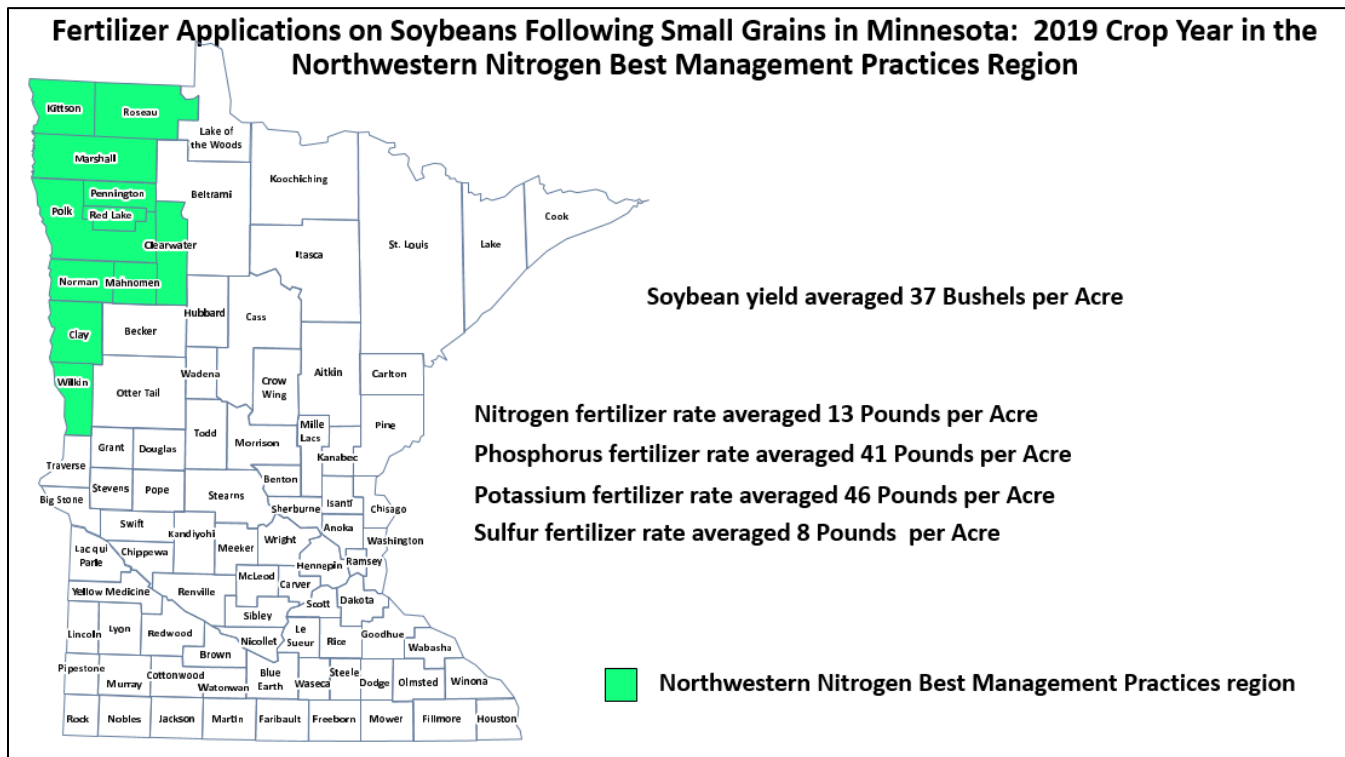 Fertilizer Applications on Soybeans Following Small Grains in Minnesota:  2019 Crop Year in the
Northwestern Nitrogen Best Management Practices Region
Kittson
Roseau
Lake of
the Woods
Marshall
Koochiching
Pennington
Beltrami
Polk
Red Lake
Cook
Clearwater
St. Louis
Lake
Itasca
Norman
Mahnomen
Soybean yield averaged 37 Bushels per Acre
Hubbard
Cass
Clay
Becker
Wadena
Aitkin
Carlton
Wilkin
Otter Tail
Crow
Wing
Nitrogen fertilizer rate averaged 13 Pounds per Acre
Mille
Lacs
Pine
Todd
Morrison
Grant
Douglas
Phosphorus fertilizer rate averaged 41 Pounds per Acre
Kanabec
Traverse
Benton
Stevens
Pope
Stearns
Potassium fertilizer rate averaged 46 Pounds per Acre
Big Stone
Sherburne
Isanti
Chisago
Swift
Kandiyohi
Anoka
Sulfur fertilizer rate averaged 8 Pounds  per Acre
Wright
Washington
Lac qui
Parle
Chippewa
Meeker
Hennepin
Ramsey
McLeod
Carver
Yellow Medicine
Renville
Scott
Dakota
Sibley
Lincoln
Lyon
Redwood
Nicollet
Le
Sueur
Rice
Goodhue
Wabasha
Brown
Pipestone
Murray
Cottonwood
Watonwan
Blue
Earth
Waseca
Steele
Dodge
Olmsted
Winona
Northwestern Nitrogen Best Management Practices region
Rock
Nobles
Jackson
Martin
Faribault
Freeborn
Mower
Fillmore
Houston